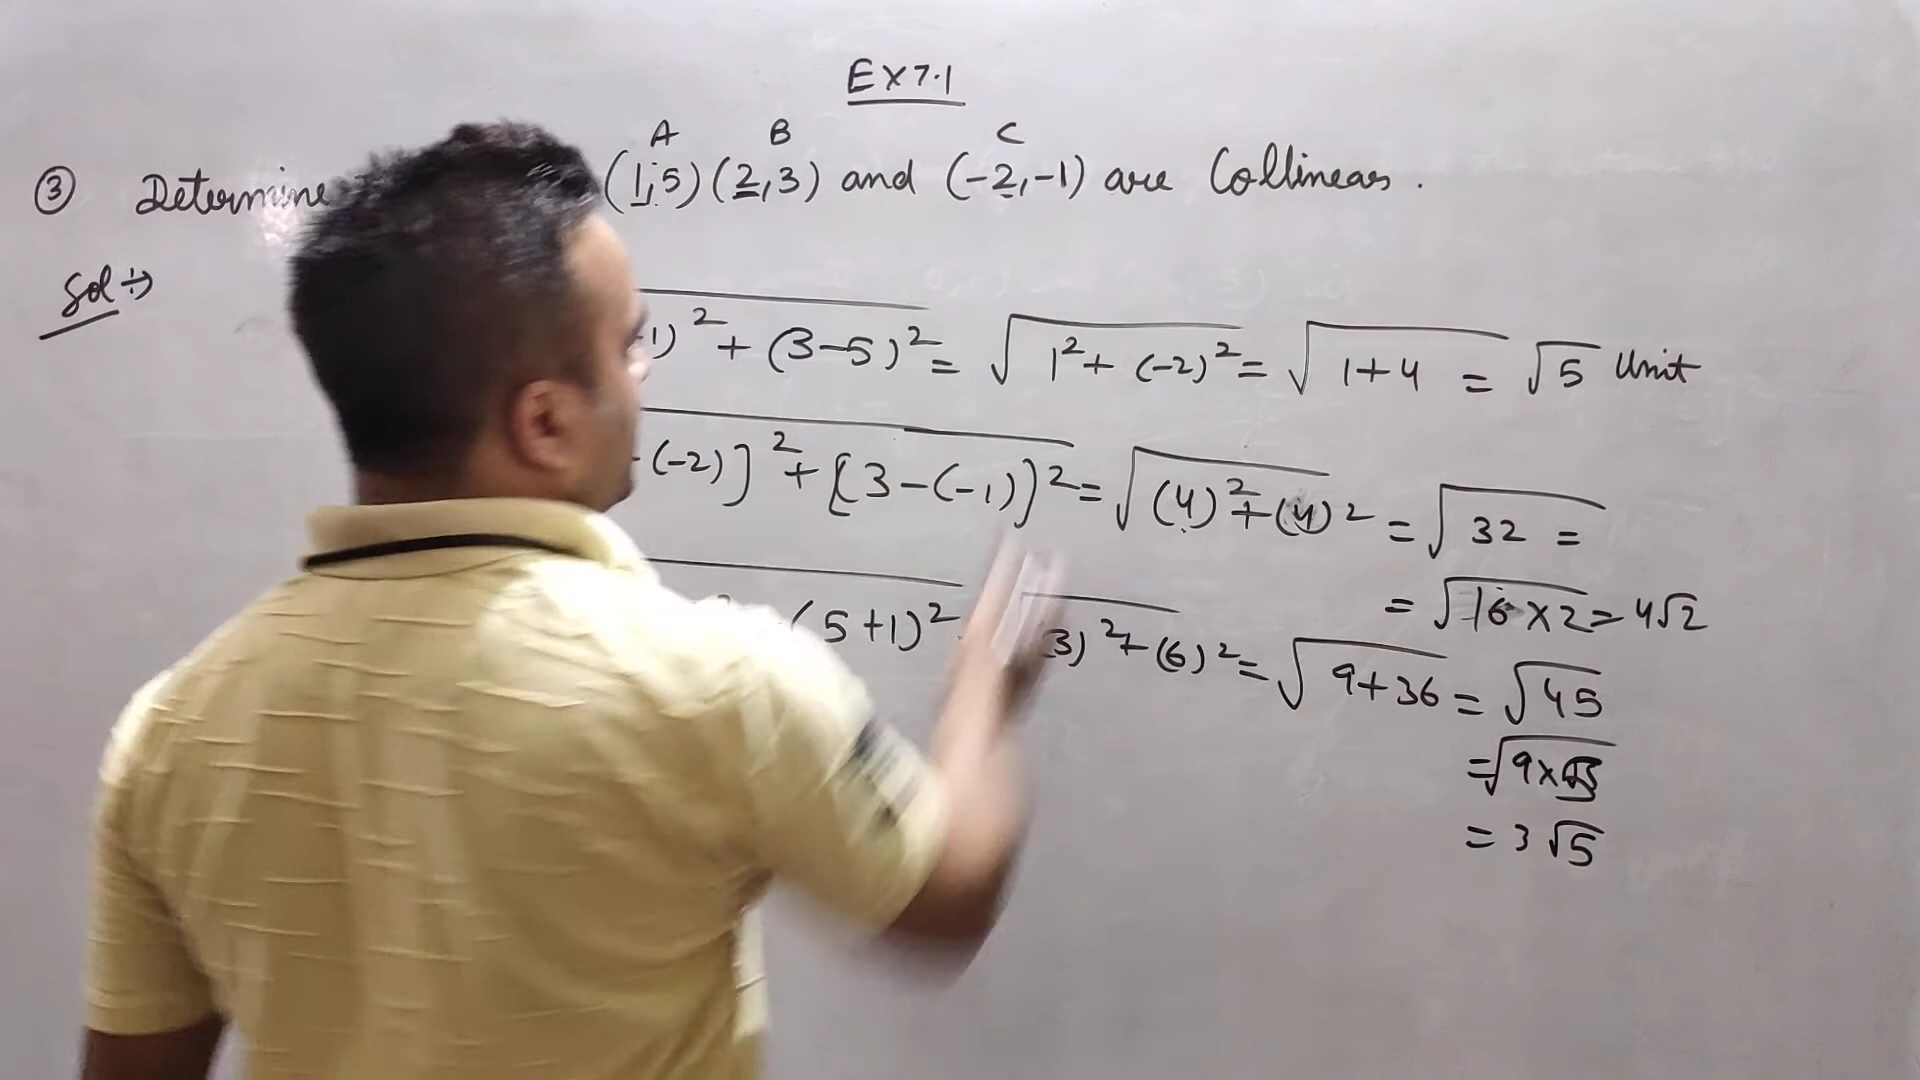 EX 7.1
A B C
③ Determine (1,5) (2,3) and (-2,-1) are Collinear.
Sol ÷)
1)² + (3-5)² = √1² + (-2)² = √1+4 = √5 Unit
-(-2)]² + [3-(-1)]² = √(4)² + (4)² = √32 =
= √16×2 = 4√2
(5+1)² 3)² + (6)² = √9+36 = √45
= √9×5
= 3√5